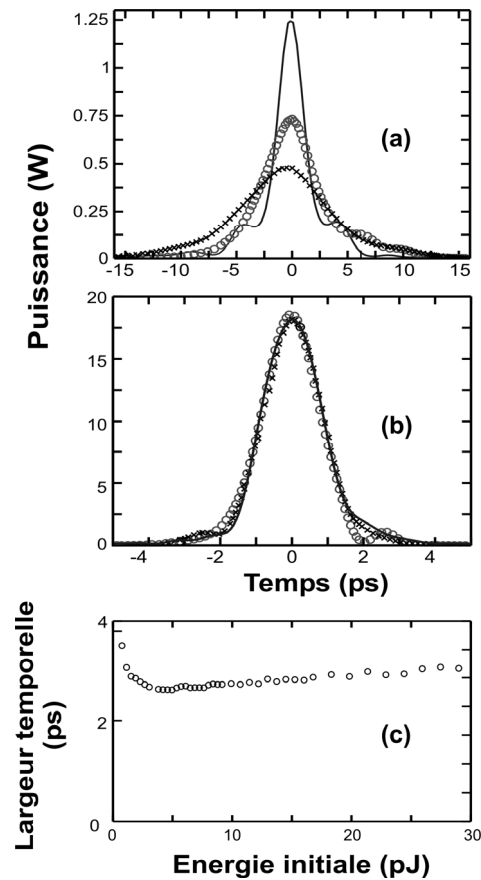 1.25
1
0.75
0.5
0.25
0
-15 -10 -5 0 5 10 15
(a)
Puissance (W)
20
15
10
5
0
-4 -2 0 2 4
(b)
Temps (ps)
4
2
0
0 10 20 30
(c)
Largeur temporelle
(ps)
Energie initiale (pJ)